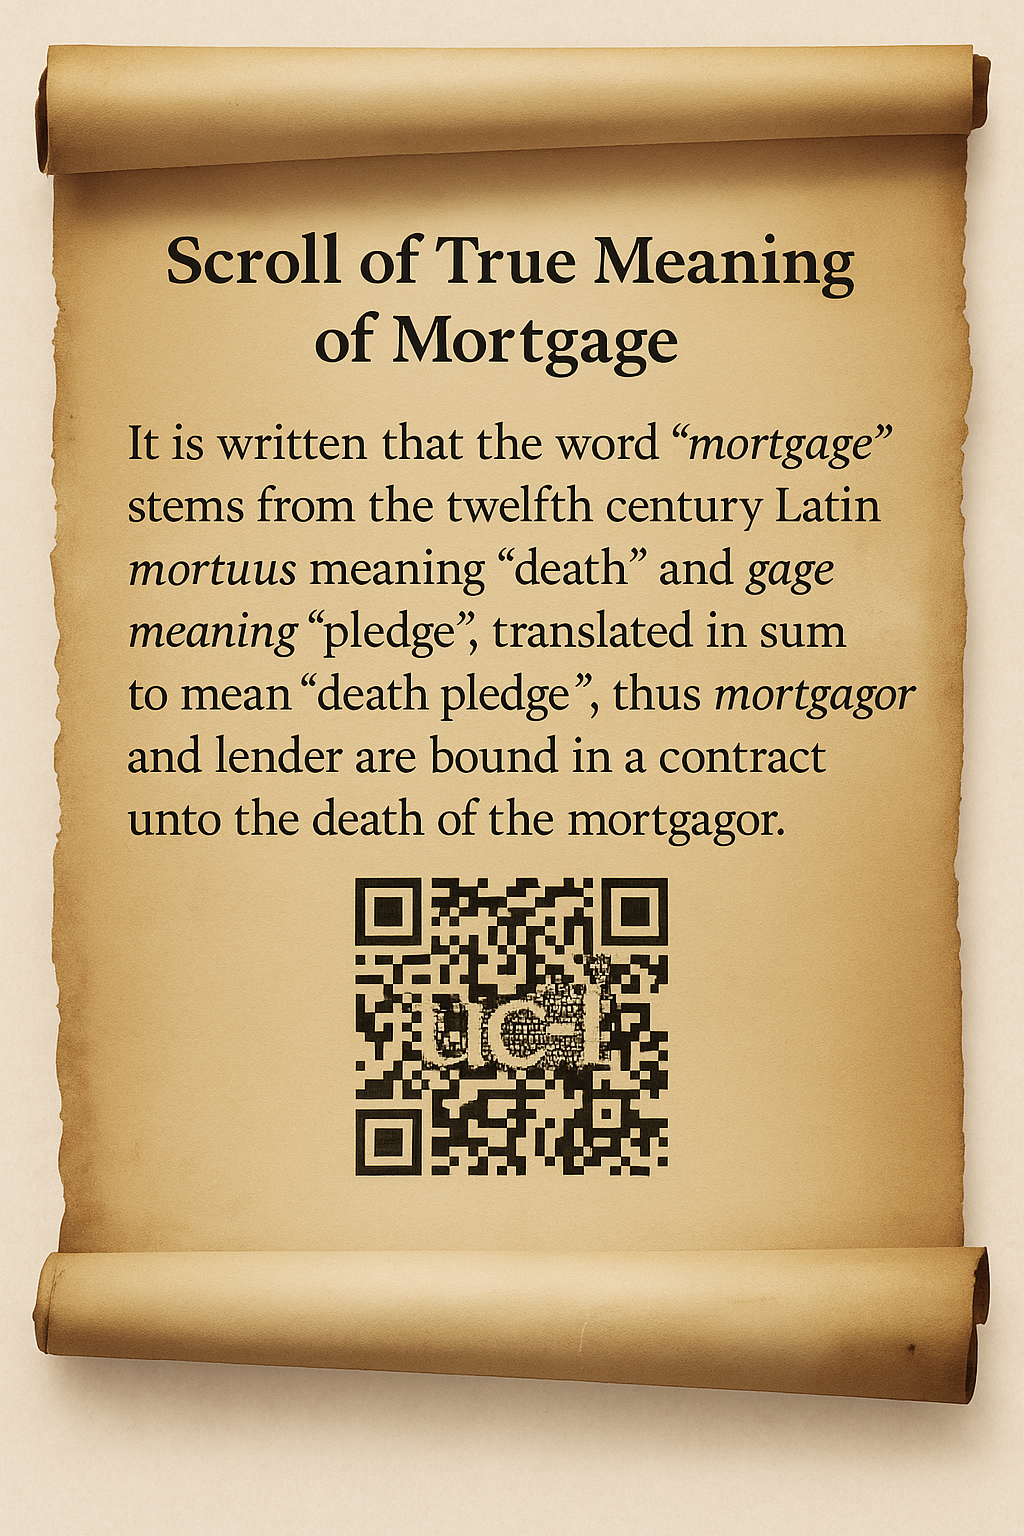 Scroll of True Meaning
of Mortgage
It is written that the word “mortgage”
stems from the twelfth century Latin
mortuus meaning “death” and gage
meaning “pledge”, translated in sum
to mean “death pledge”, thus mortgagor
and lender are bound in a contract
unto the death of the mortgagor.